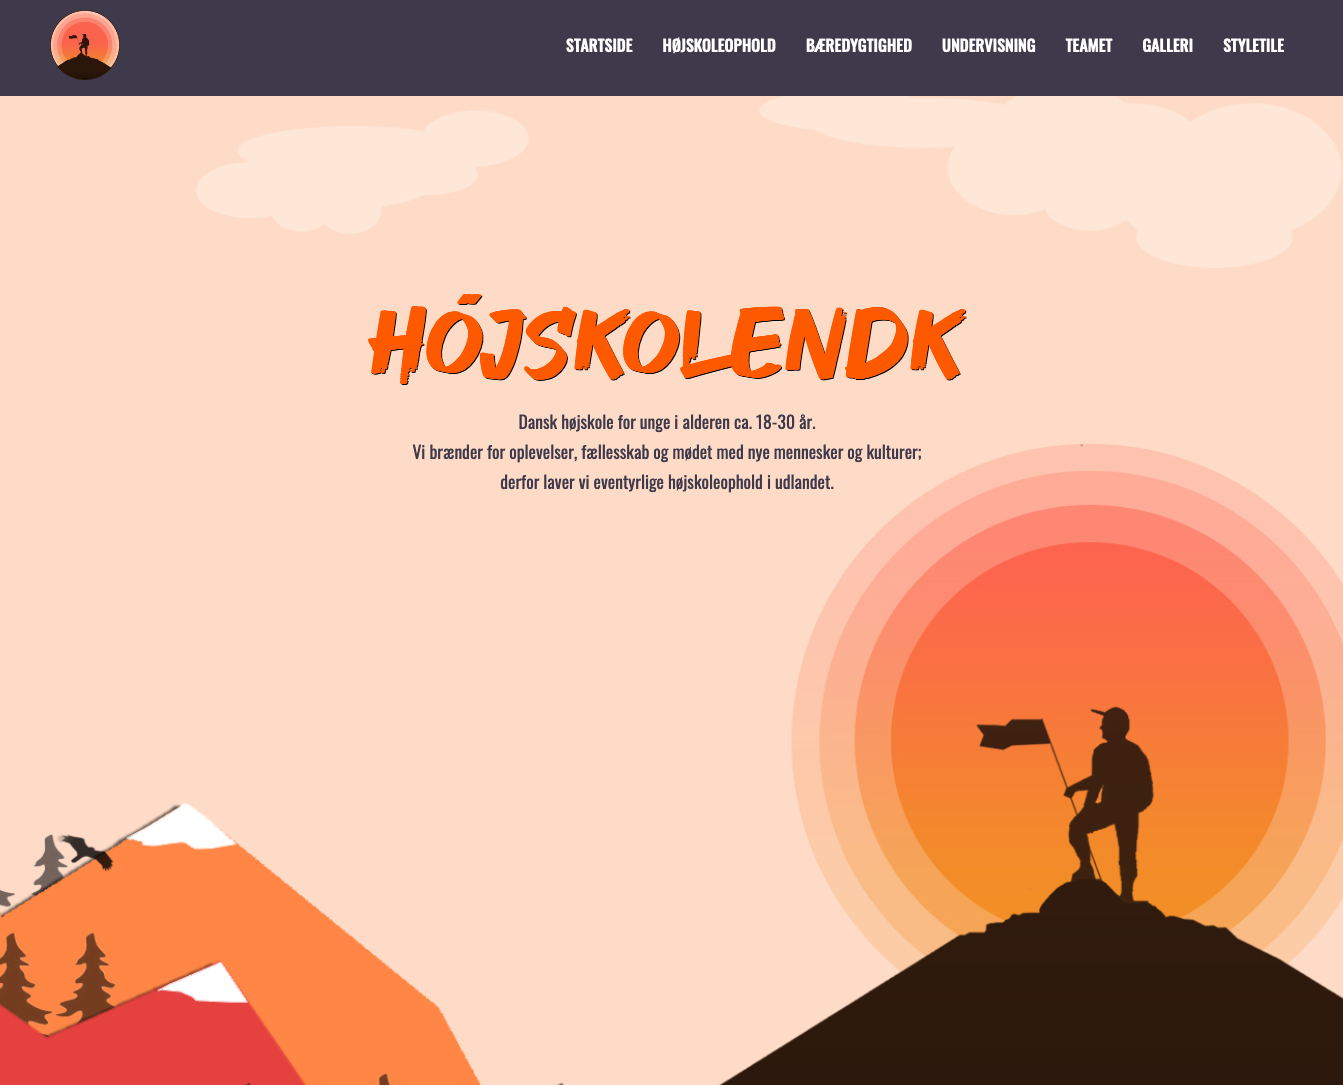 STARTSIDE HØJSKOLEOPHOLD BÆREDYGTIGHED UNDERVISNING TEAMET GALLERI STYLETILE
HŐJSKOLENDK
Dansk højskole for unge i alderen ca. 18-30 år.
Vi brænder for oplevelser, fællesskab og mødet med nye mennesker og kulturer;
derfor laver vi eventyrlige højskoleophold i udlandet.